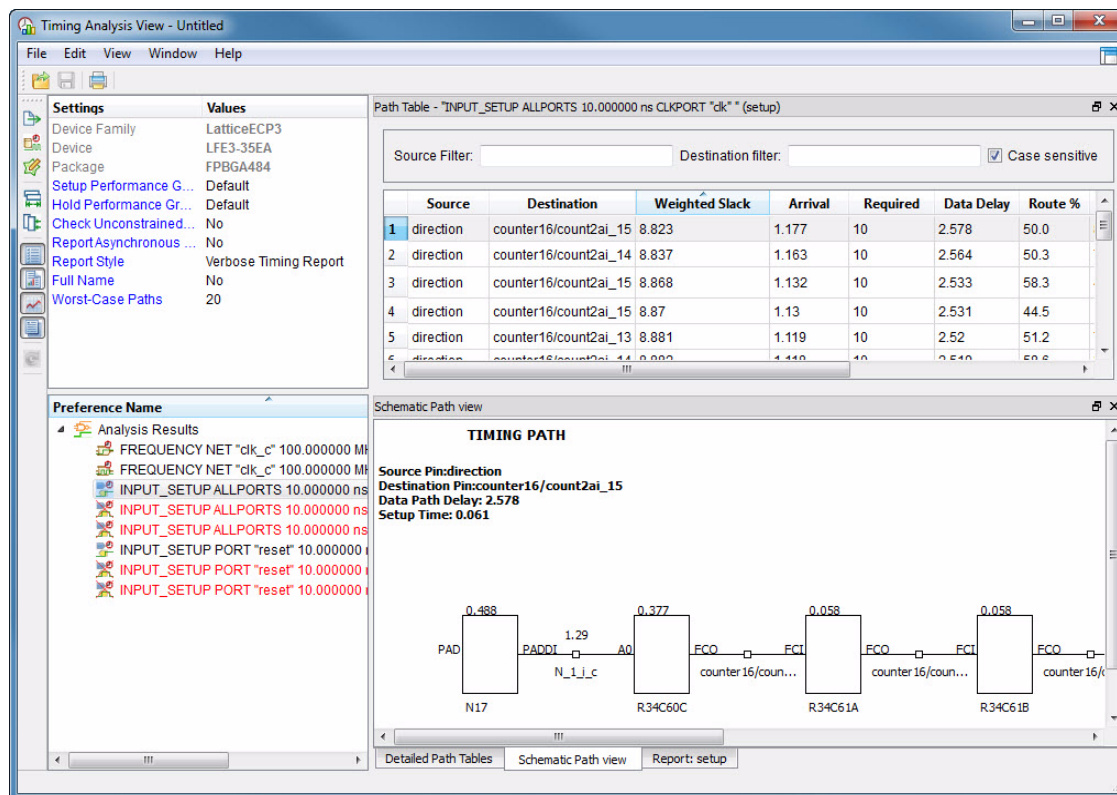 Timing Analysis View - Untitled
File Edit View Window Help
Settings Values
Device Family LatticeECP3
Device LFE3-35EA
Package FPBGA484
Setup Performance G... Default
Hold Performance Gr... Default
Check Unconstrained... No
Report Asynchronous ... No
Report Style Verbose Timing Report
Full Name No
Worst-Case Paths 20
Path Table - "INPUT_SETUP ALLPORTS 10.000000 ns CLKPORT "clk" " (setup)
Source Filter: Destination filter: Case sensitive
Source Destination Weighted Slack Arrival Required Data Delay Route %
1 direction counter16/count2ai_15 8.823 1.177 10 2.578 50.0
2 direction counter16/count2ai_14 8.837 1.163 10 2.564 50.3
3 direction counter16/count2ai_15 8.868 1.132 10 2.533 58.3
4 direction counter16/count2ai_15 8.87 1.13 10 2.531 44.5
5 direction counter16/count2ai_13 8.881 1.119 10 2.52 51.2
Preference Name
Analysis Results
FREQUENCY NET "clk_c" 100.000000 MH
FREQUENCY NET "clk_c" 100.000000 MH
INPUT_SETUP ALLPORTS 10.000000 ns
INPUT_SETUP ALLPORTS 10.000000 ns
INPUT_SETUP ALLPORTS 10.000000 ns
INPUT_SETUP PORT "reset" 10.000000
INPUT_SETUP PORT "reset" 10.000000
INPUT_SETUP PORT "reset" 10.000000
Schematic Path view
TIMING PATH
Source Pin:direction
Destination Pin:counter16/count2ai_15
Data Path Delay: 2.578
Setup Time: 0.061
0.488 0.377 0.058 0.058
1.29
PAD PADDI A0 FCO FCI FCO FCI FCO
N_1_i_c counter16/coun... counter16/coun... counter16/c
N17 R34C60C R34C61A R34C61B
Detailed Path Tables Schematic Path view Report: setup